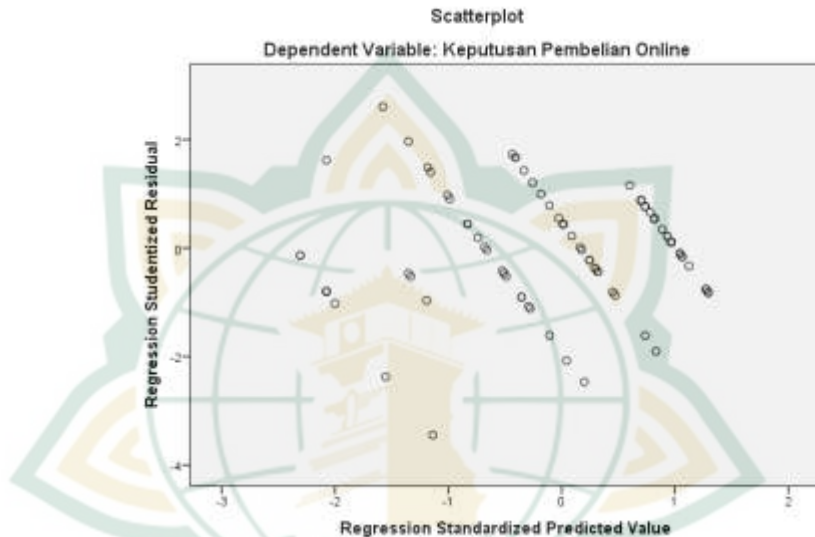 Scatterplot
Dependent Variable: Keputusan Pembelian Online
Regression Studentized Residual
2
0
-2
-4
-3
-2
-1
0
1
2
Regression Standardized Predicted Value